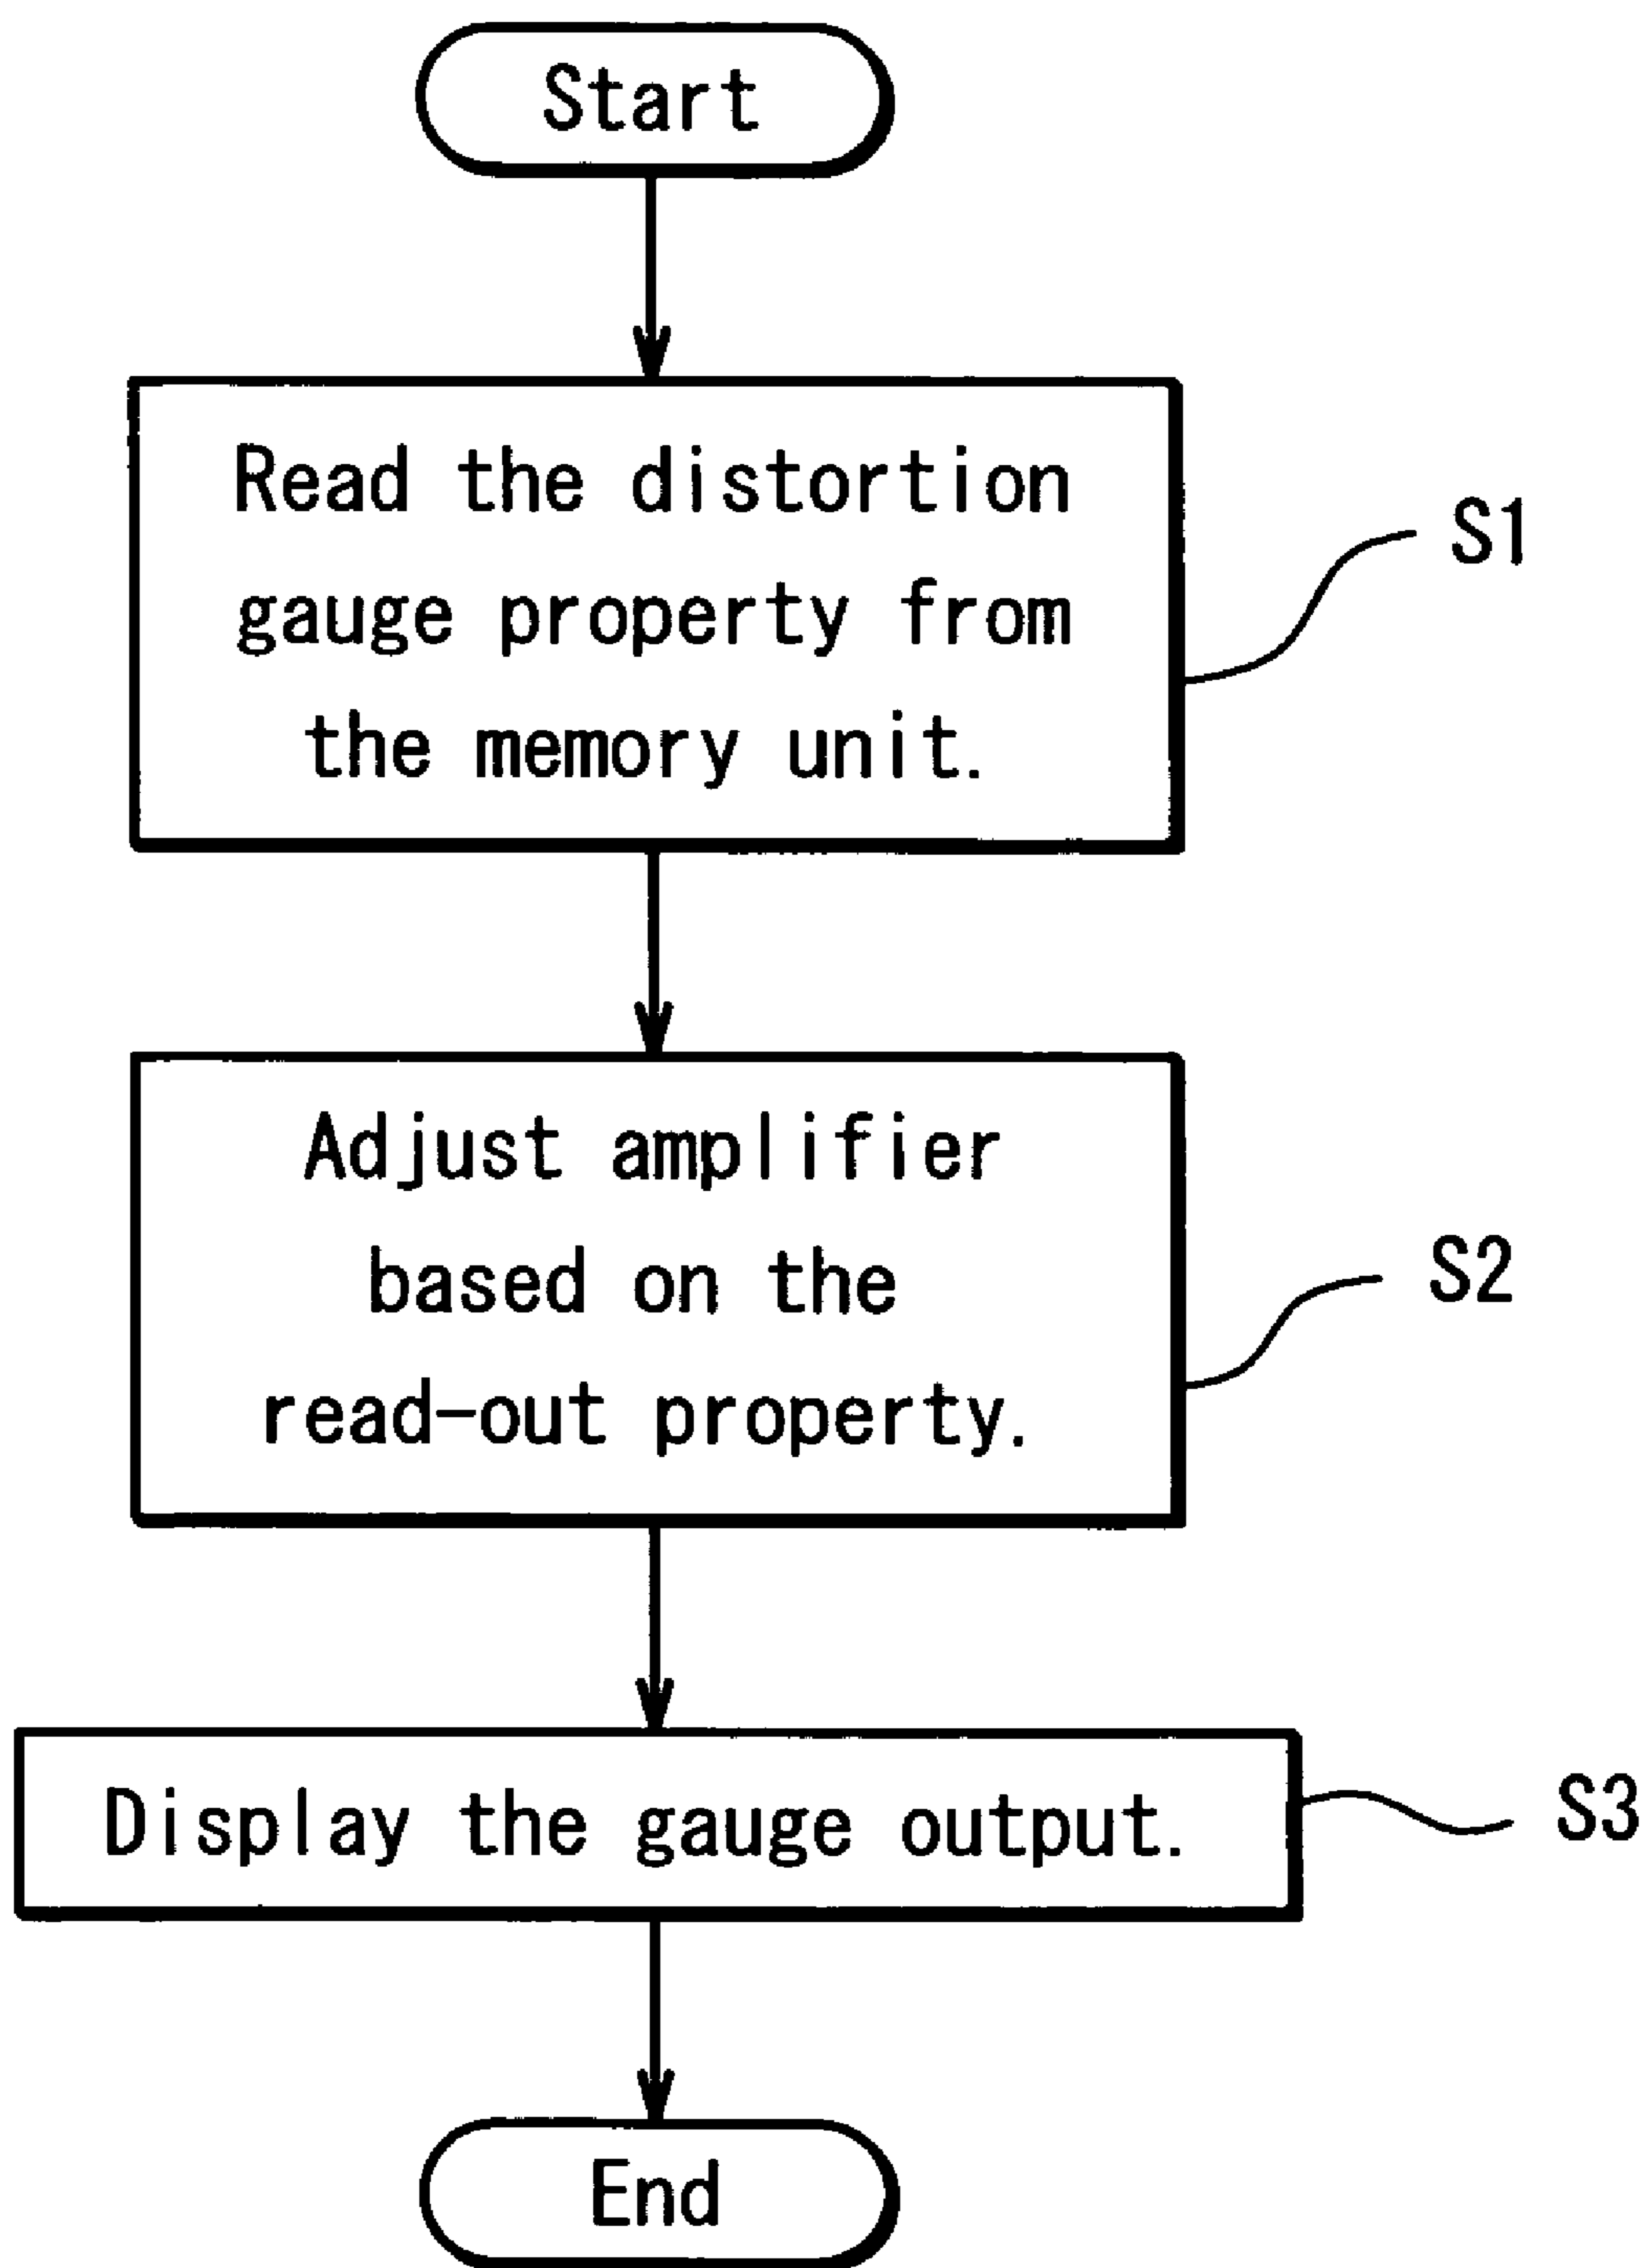 Start
Read the distortion
gauge property from
the memory unit.
S1
Adjust amplifier
based on the
read-out property.
S2
Display the gauge output.
S3
End